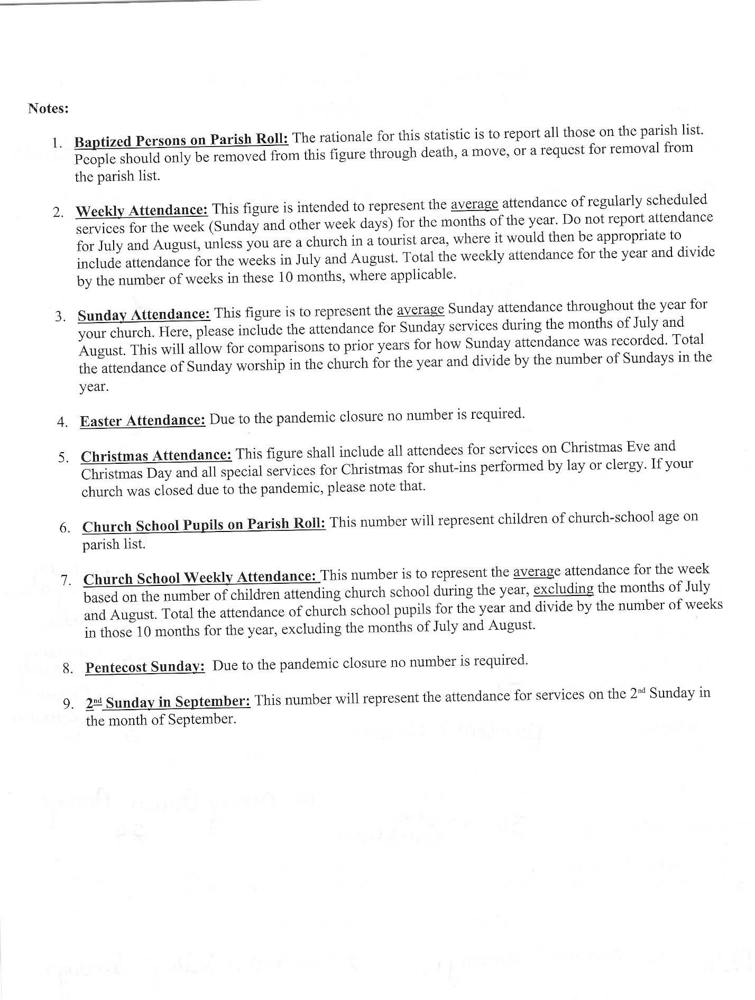 Notes:
1. Baptized Persons on Parish Roll: The rationale for this statistic is to report all those on the parish list.
People should only be removed from this figure through death, a move, or a request for removal from
the parish list.
2. Weekly Attendance: This figure is intended to represent the average attendance of regularly scheduled
services for the week (Sunday and other week days) for the months of the year. Do not report attendance
for July and August, unless you are a church in a tourist area, where it would then be appropriate to
include attendance for the weeks in July and August. Total the weekly attendance for the year and divide
by the number of weeks in these 10 months, where applicable.
3. Sunday Attendance: This figure is to represent the average Sunday attendance throughout the year for
your church. Here, please include the attendance for Sunday services during the months of July and
August. This will allow for comparisons to prior years for how Sunday attendance was recorded. Total
the attendance of Sunday worship in the church for the year and divide by the number of Sundays in the
year.
4. Easter Attendance: Due to the pandemic closure no number is required.
5. Christmas Attendance: This figure shall include all attendees for services on Christmas Eve and
Christmas Day and all special services for Christmas for shut-ins performed by lay or clergy. If your
church was closed due to the pandemic, please note that.
6. Church School Pupils on Parish Roll: This number will represent children of church-school age on
parish list.
7. Church School Weekly Attendance: This number is to represent the average attendance for the week
based on the number of children attending church school during the year, excluding the months of July
and August. Total the attendance of church school pupils for the year and divide by the number of weeks
in those 10 months for the year, excluding the months of July and August.
8. Pentecost Sunday: Due to the pandemic closure no number is required.
9. 2nd Sunday in September: This number will represent the attendance for services on the 2nd Sunday in
the month of September.